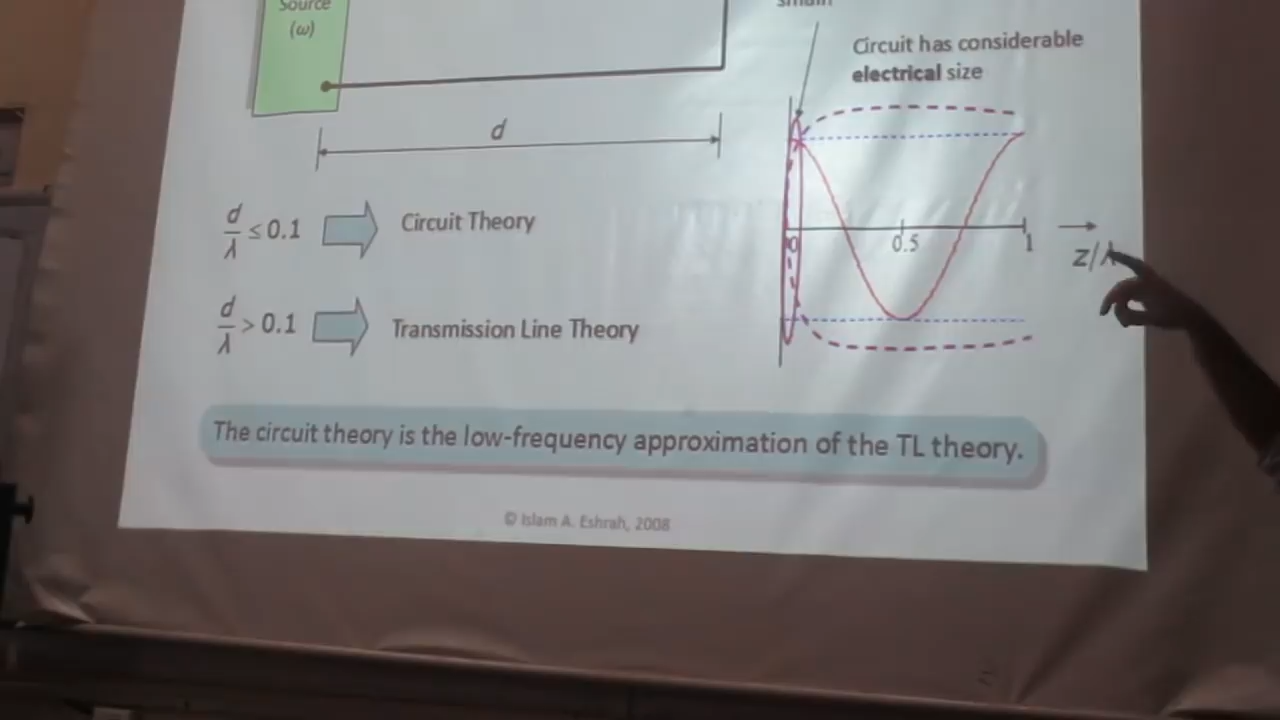 Source
(ω)
Circuit has considerable
electrical size
d
d/λ ≤ 0.1
Circuit Theory
0
0.5
1
z/λ
d/λ > 0.1
Transmission Line Theory
The circuit theory is the low-frequency approximation of the TL theory.
© Islam A. Eshrah, 2008